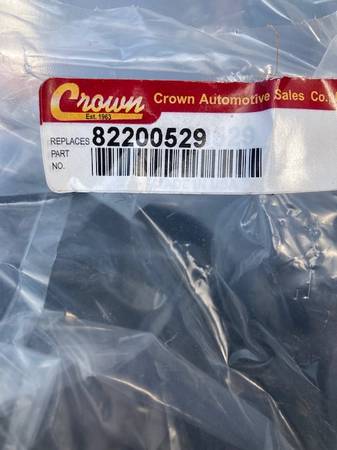 Crown
Est. 1963
Crown Automotive Sales Co.
REPLACES 82200529
PART
NO.